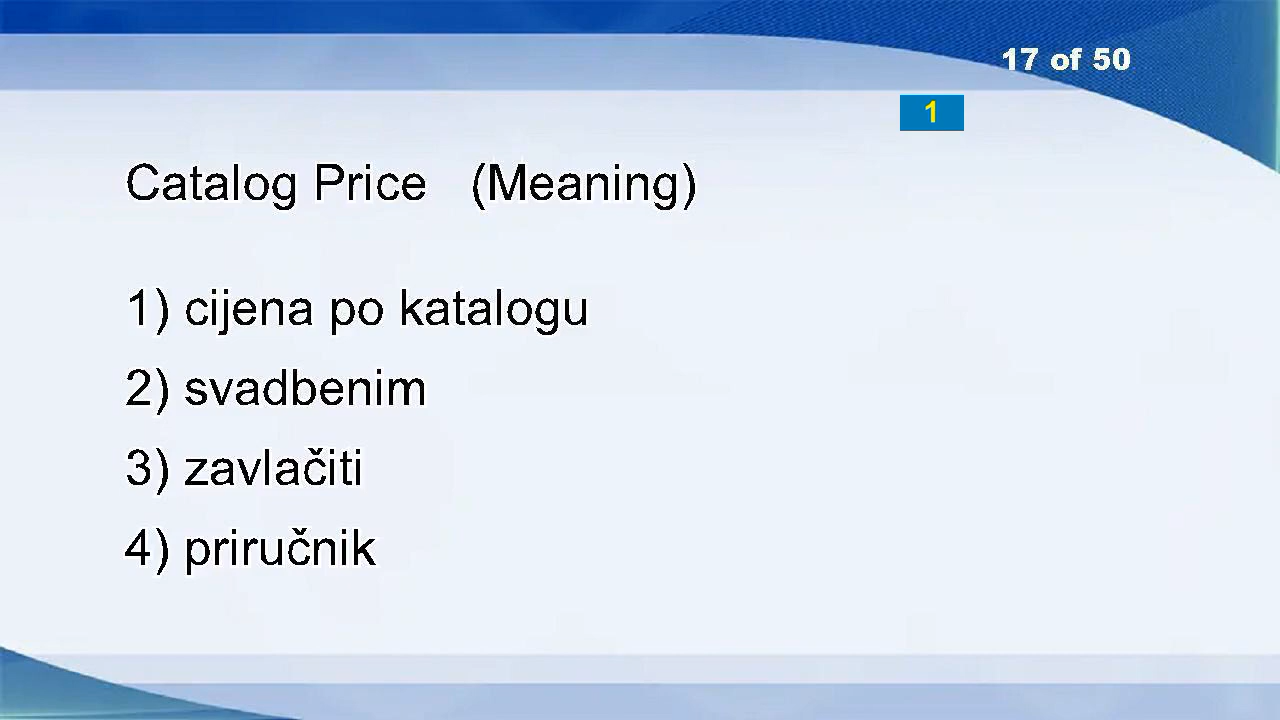 17 of 50
1
Catalog Price (Meaning)
1) cijena po katalogu
2) svadbenim
3) zavlačiti
4) priručnik